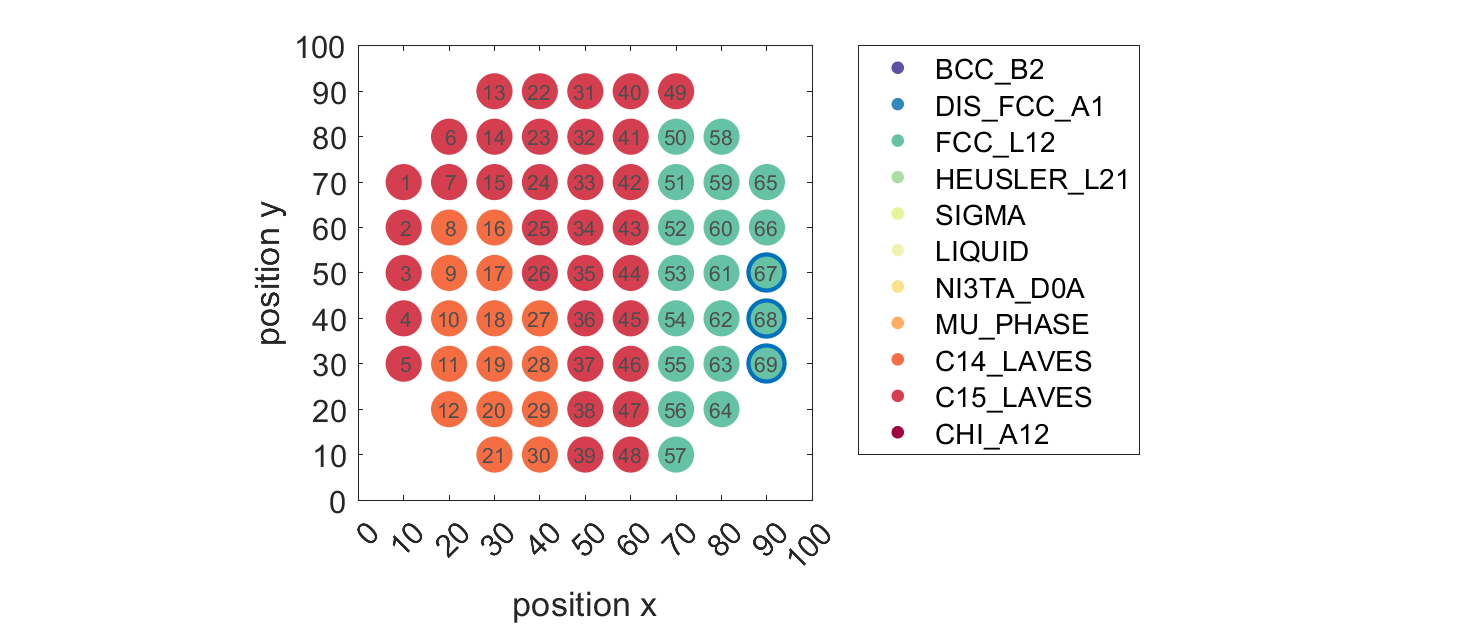 100
90
80
70
60
50
40
30
20
10
0
position y
13 22 31 40 49
6 14 23 32 41 50 58
1 7 15 24 33 42 51 59 65
2 8 16 25 34 43 52 60 66
3 9 17 26 35 44 53 61 67
4 10 18 27 36 45 54 62 68
5 11 19 28 37 46 55 63 69
12 20 29 38 47 56 64
21 30 39 48 57
0 10 20 30 40 50 60 70 80 90 100
position x
BCC_B2
DIS_FCC_A1
FCC_L12
HEUSLER_L21
SIGMA
LIQUID
NI3TA_D0A
MU_PHASE
C14_LAVES
C15_LAVES
CHI_A12